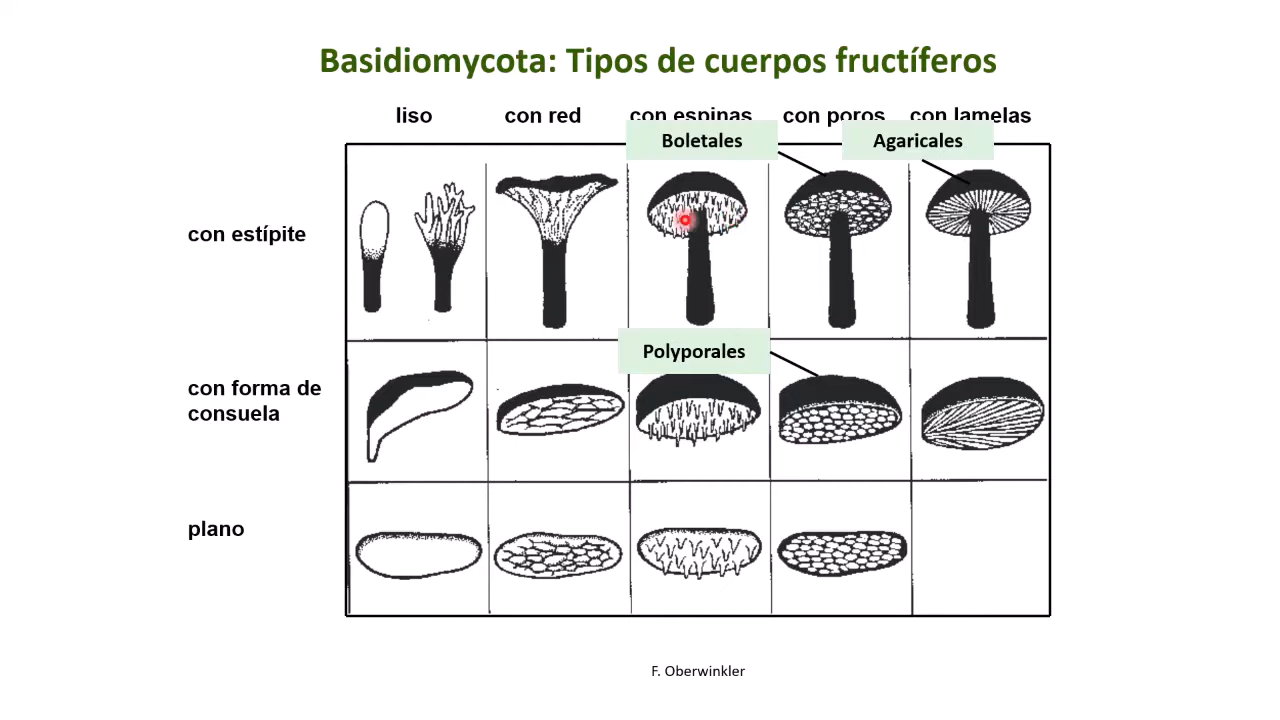 Basidiomycota: Tipos de cuerpos fructíferos
liso con red con espinas con poros con lamelas
Boletales Agaricales
con estípite
Polyporales
con forma de
consuela
plano
F. Oberwinkler